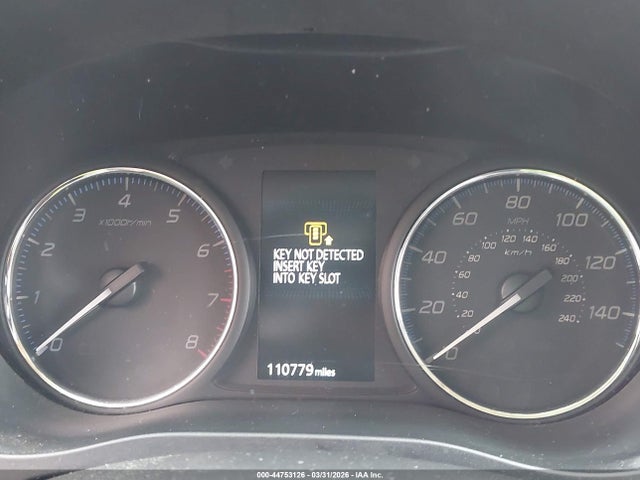 0 1 2 3 4 5 6 7 8
x1000r/min
KEY NOT DETECTED
INSERT KEY
INTO KEY SLOT
110779 miles
0 20 40 60 80 100 120 140
MPH
20 40 60 80 100 120 140 160 180 200 220 240
km/h
000-44753126 - 03/31/2026 - IAA Inc.